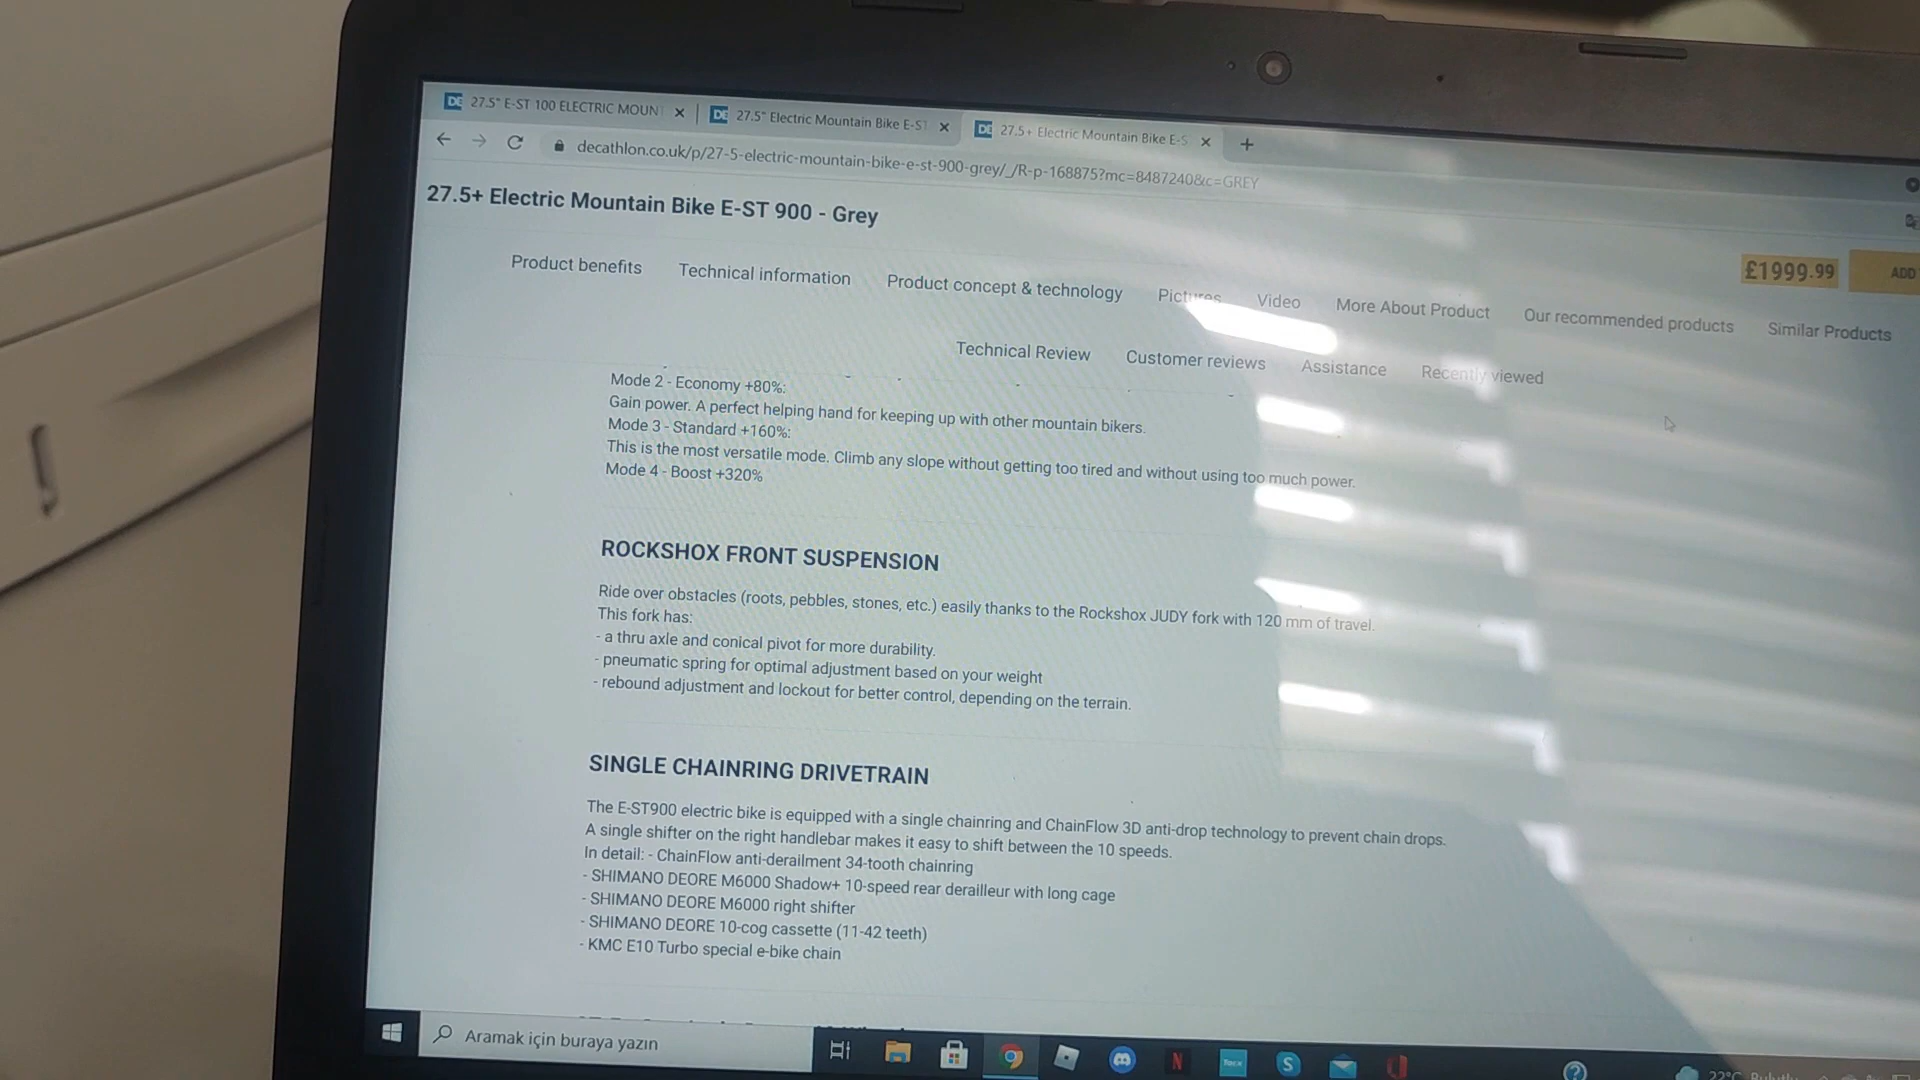 27.5" E-ST 100 ELECTRIC MOUN
27.5" Electric Mountain Bike E-ST
27.5+ Electric Mountain Bike E-S
decathlon.co.uk/p/27-5-electric-mountain-bike-e-st-900-grey/_/R-p-168875?mc=8487240&c=GREY
27.5+ Electric Mountain Bike E-ST 900 - Grey
£1999.99
ADD
Product benefits
Technical information
Product concept & technology
Pictures
Video
More About Product
Our recommended products
Similar Products
Technical Review
Customer reviews
Assistance
Recently viewed
Mode 2 - Economy +80%:
Gain power. A perfect helping hand for keeping up with other mountain bikers.
Mode 3 - Standard +160%:
This is the most versatile mode. Climb any slope without getting too tired and without using too much power.
Mode 4 - Boost +320%
ROCKSHOX FRONT SUSPENSION
Ride over obstacles (roots, pebbles, stones, etc.) easily thanks to the Rockshox JUDY fork with 120 mm of travel.
This fork has:
- a thru axle and conical pivot for more durability.
- pneumatic spring for optimal adjustment based on your weight
- rebound adjustment and lockout for better control, depending on the terrain.
SINGLE CHAINRING DRIVETRAIN
The E-ST900 electric bike is equipped with a single chainring and ChainFlow 3D anti-drop technology to prevent chain drops.
A single shifter on the right handlebar makes it easy to shift between the 10 speeds.
In detail: - ChainFlow anti-derailment 34-tooth chainring
- SHIMANO DEORE M6000 Shadow+ 10-speed rear derailleur with long cage
- SHIMANO DEORE M6000 right shifter
- SHIMANO DEORE 10-cog cassette (11-42 teeth)
- KMC E10 Turbo special e-bike chain
Aramak için buraya yazın
22°C